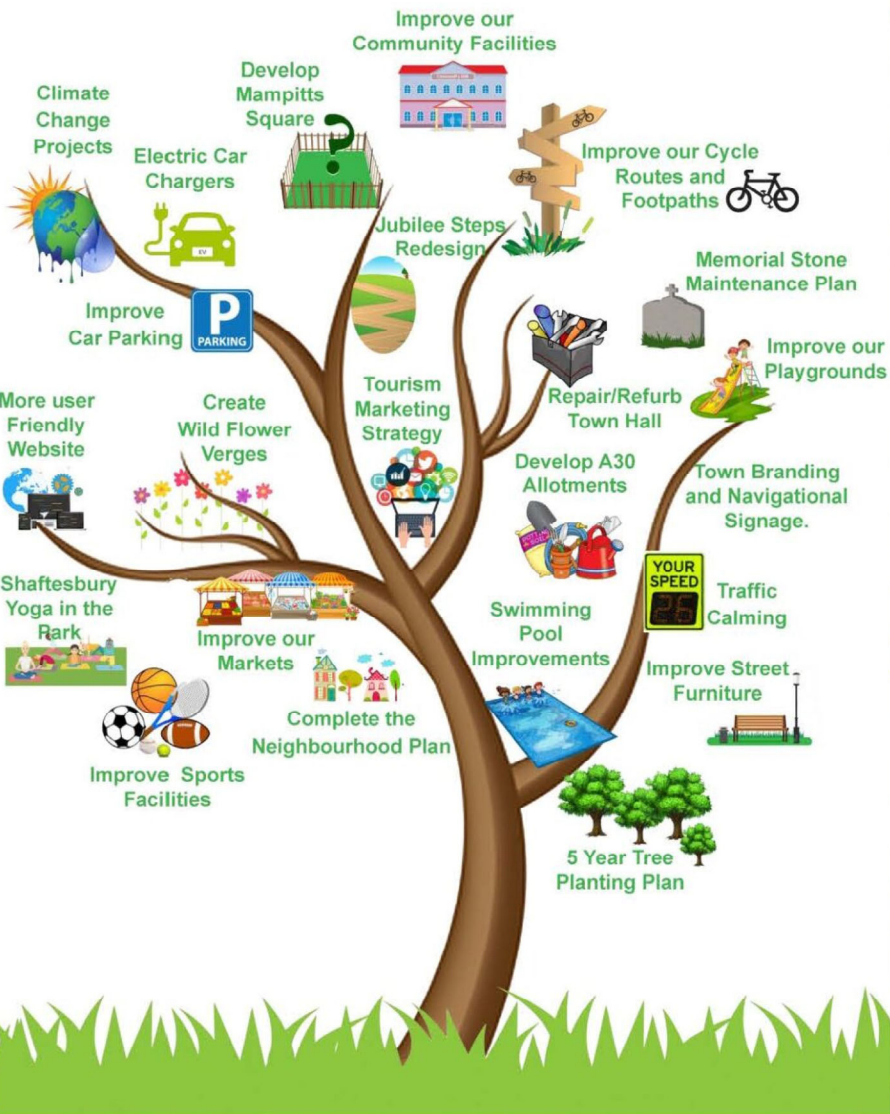 Improve our
Community Facilities
Develop
Mampitts
Square
Climate
Change
Projects
Electric Car
Chargers
EV
Improve our Cycle
Routes and
Footpaths
Jubilee Steps
Redesign
Memorial Stone
Maintenance Plan
Improve
Car Parking
P
PARKING
Improve our
Playgrounds
Tourism
Marketing
Strategy
Repair/Refurb
Town Hall
More user
Friendly
Website
Create
Wild Flower
Verges
Develop A30
Allotments
Town Branding
and Navigational
Signage.
YOUR
SPEED
26
Traffic
Calming
Shaftesbury
Yoga in the
Park
Improve our
Markets
Swimming
Pool
Improvements
Improve Street
Furniture
Complete the
Neighbourhood Plan
Improve Sports
Facilities
5 Year Tree
Planting Plan